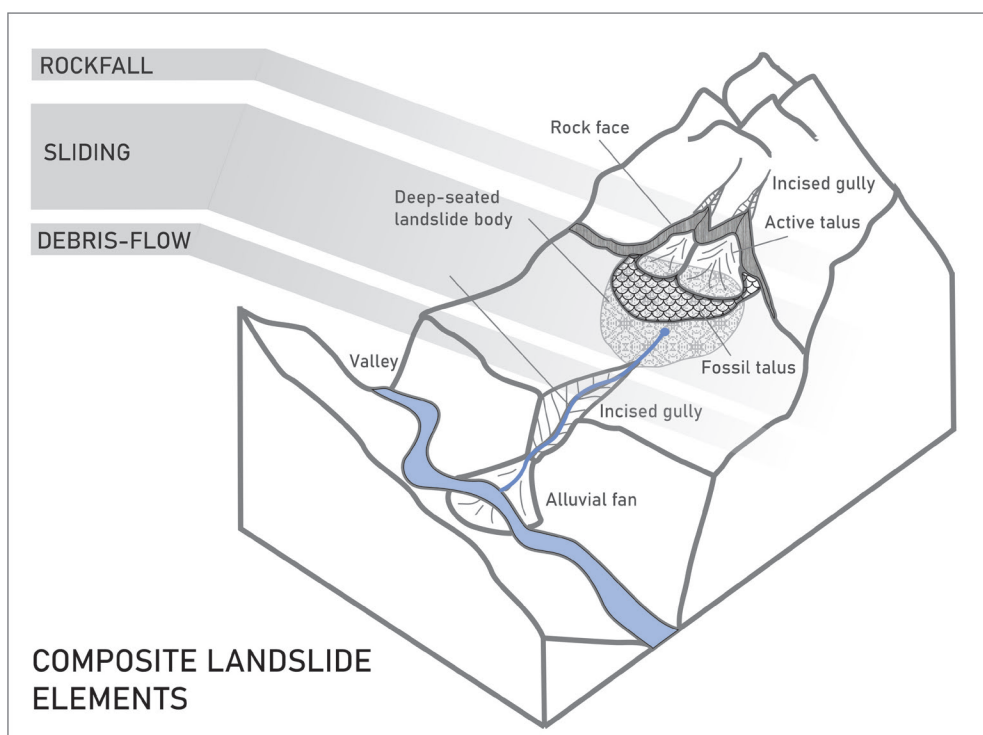 ROCKFALL
SLIDING
DEBRIS-FLOW
Rock face
Incised gully
Deep-seated
landslide body
Active talus
Valley
Fossil talus
Incised gully
Alluvial fan
COMPOSITE LANDSLIDE
ELEMENTS